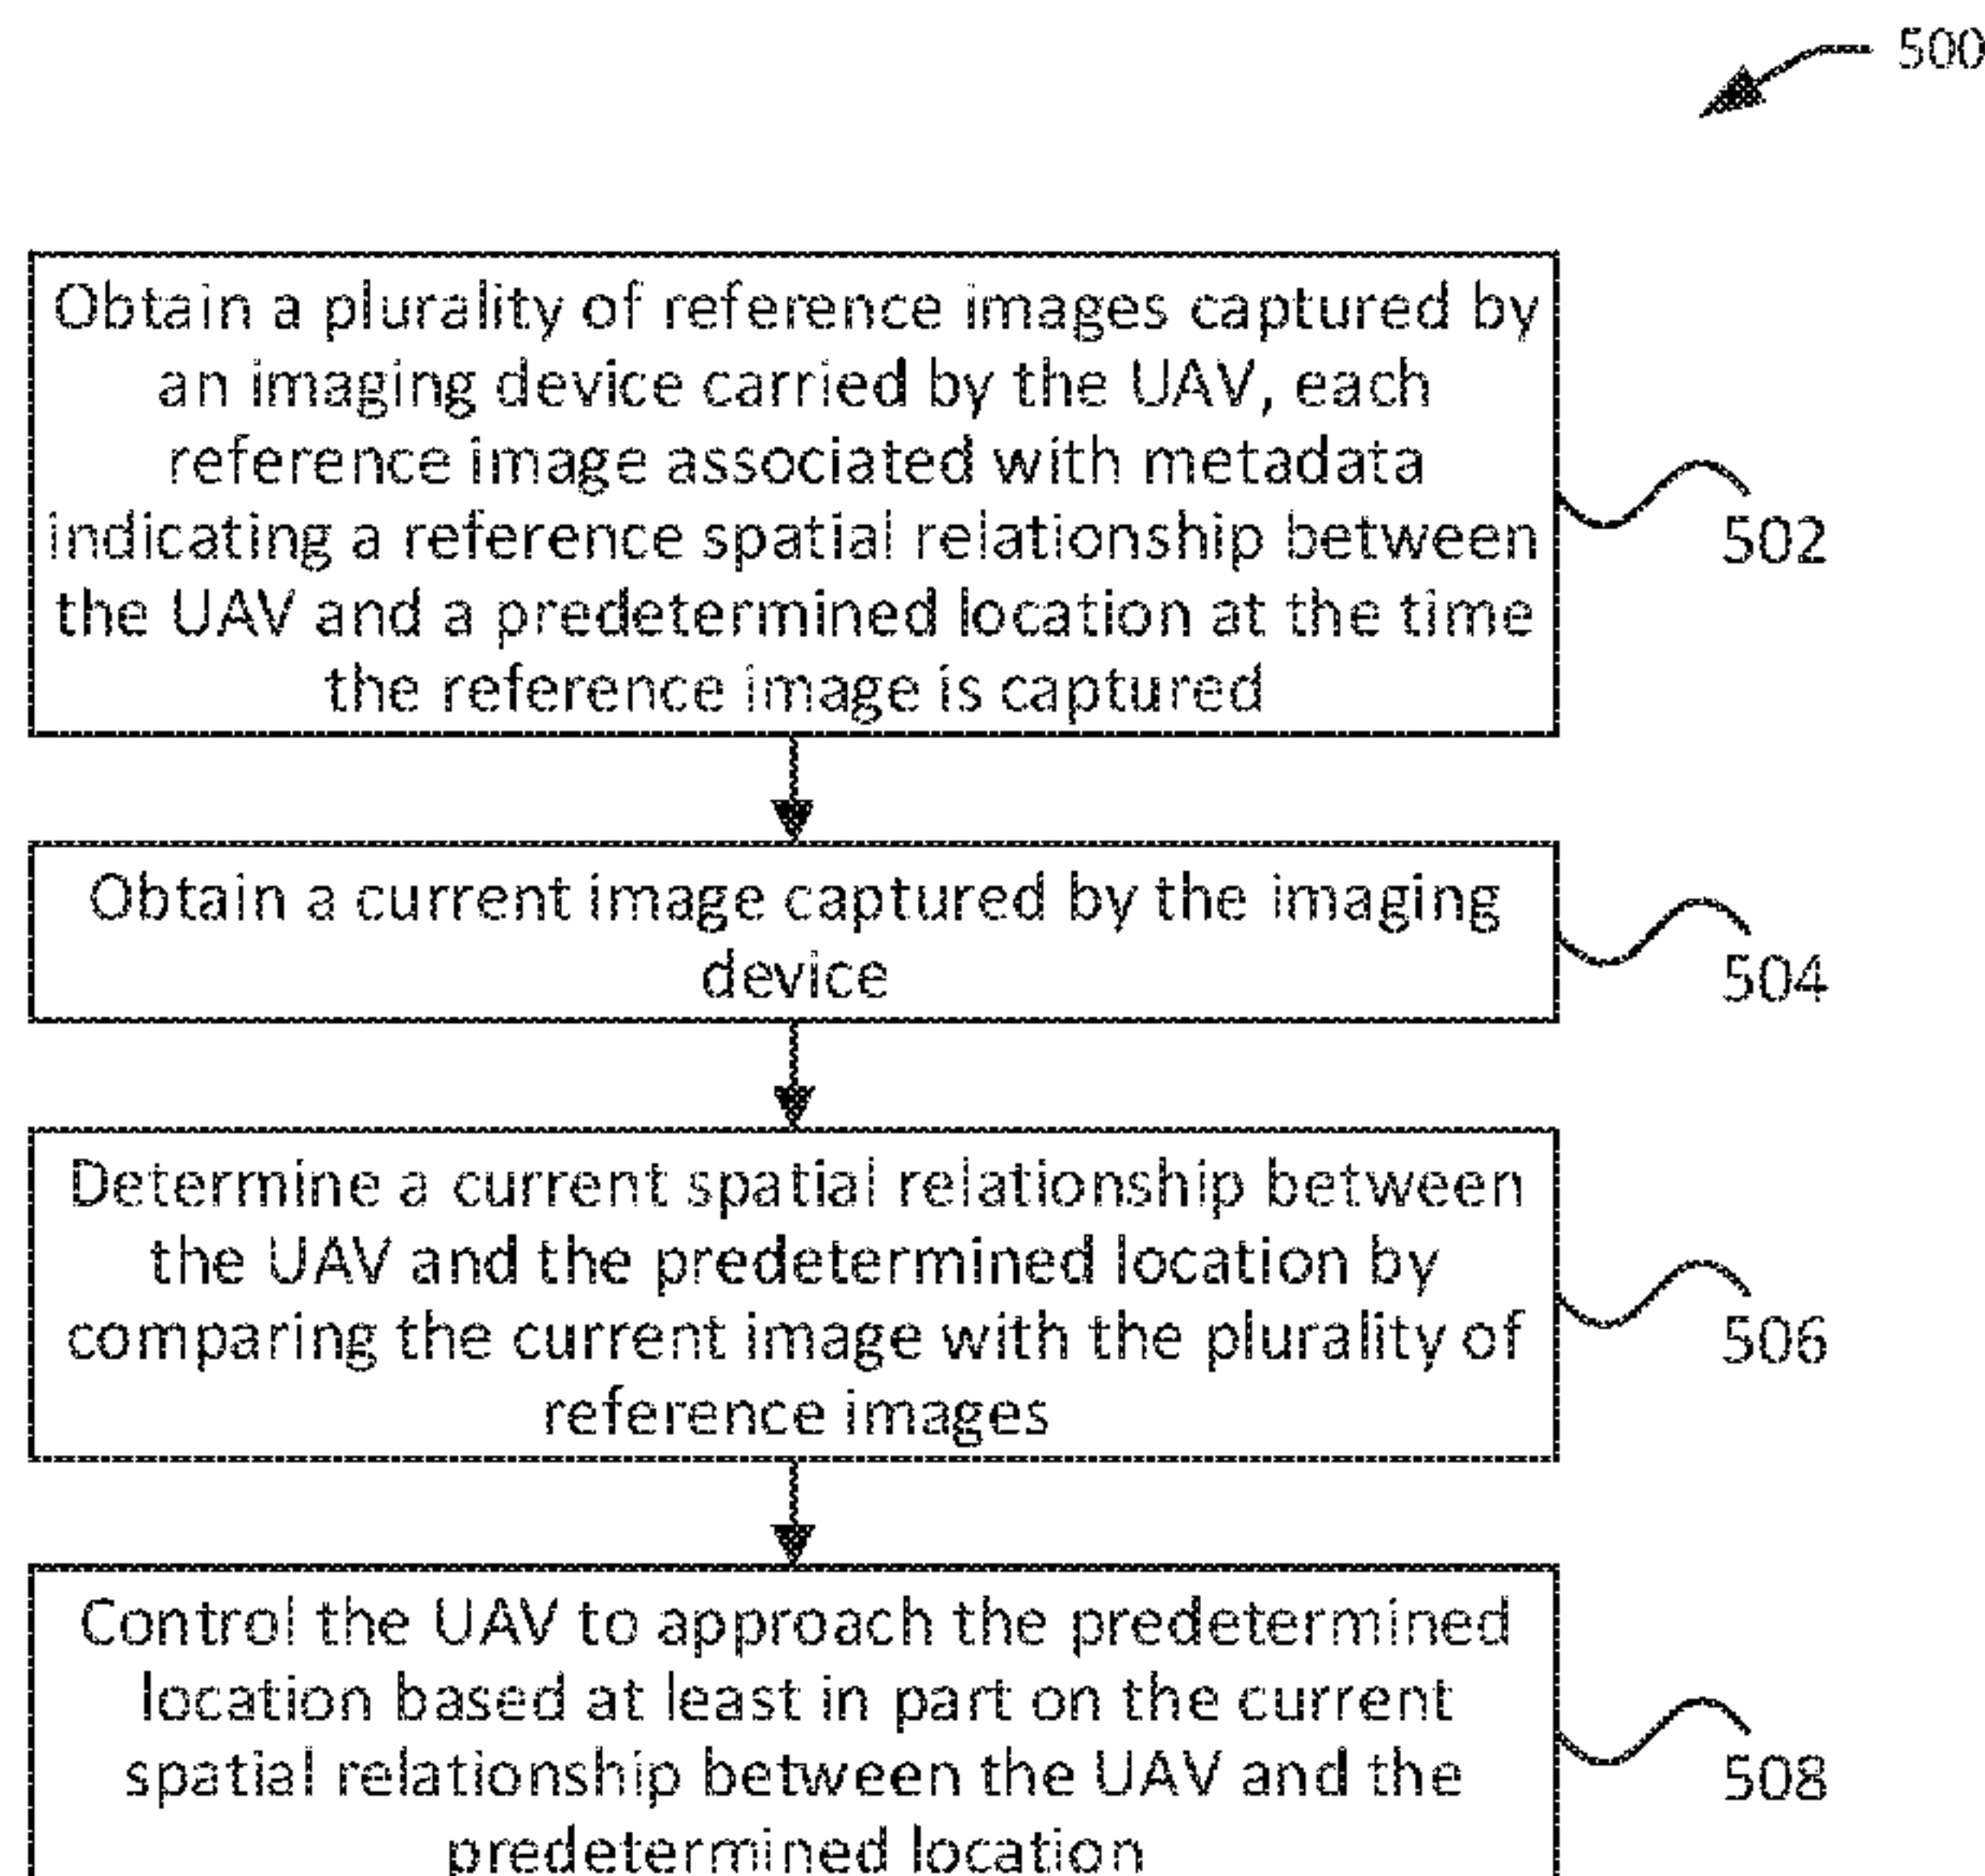 500
Obtain a plurality of reference images captured by
an imaging device carried by the UAV, each
reference image associated with metadata
indicating a reference spatial relationship between
the UAV and a predetermined location at the time
the reference image is captured
502
Obtain a current image captured by the imaging
device
504
Determine a current spatial relationship between
the UAV and the predetermined location by
comparing the current image with the plurality of
reference images
506
Control the UAV to approach the predetermined
location based at least in part on the current
spatial relationship between the UAV and the
predetermined location
508